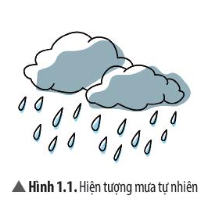 ▲ Hình 1.1. Hiện tượng mưa tự nhiên